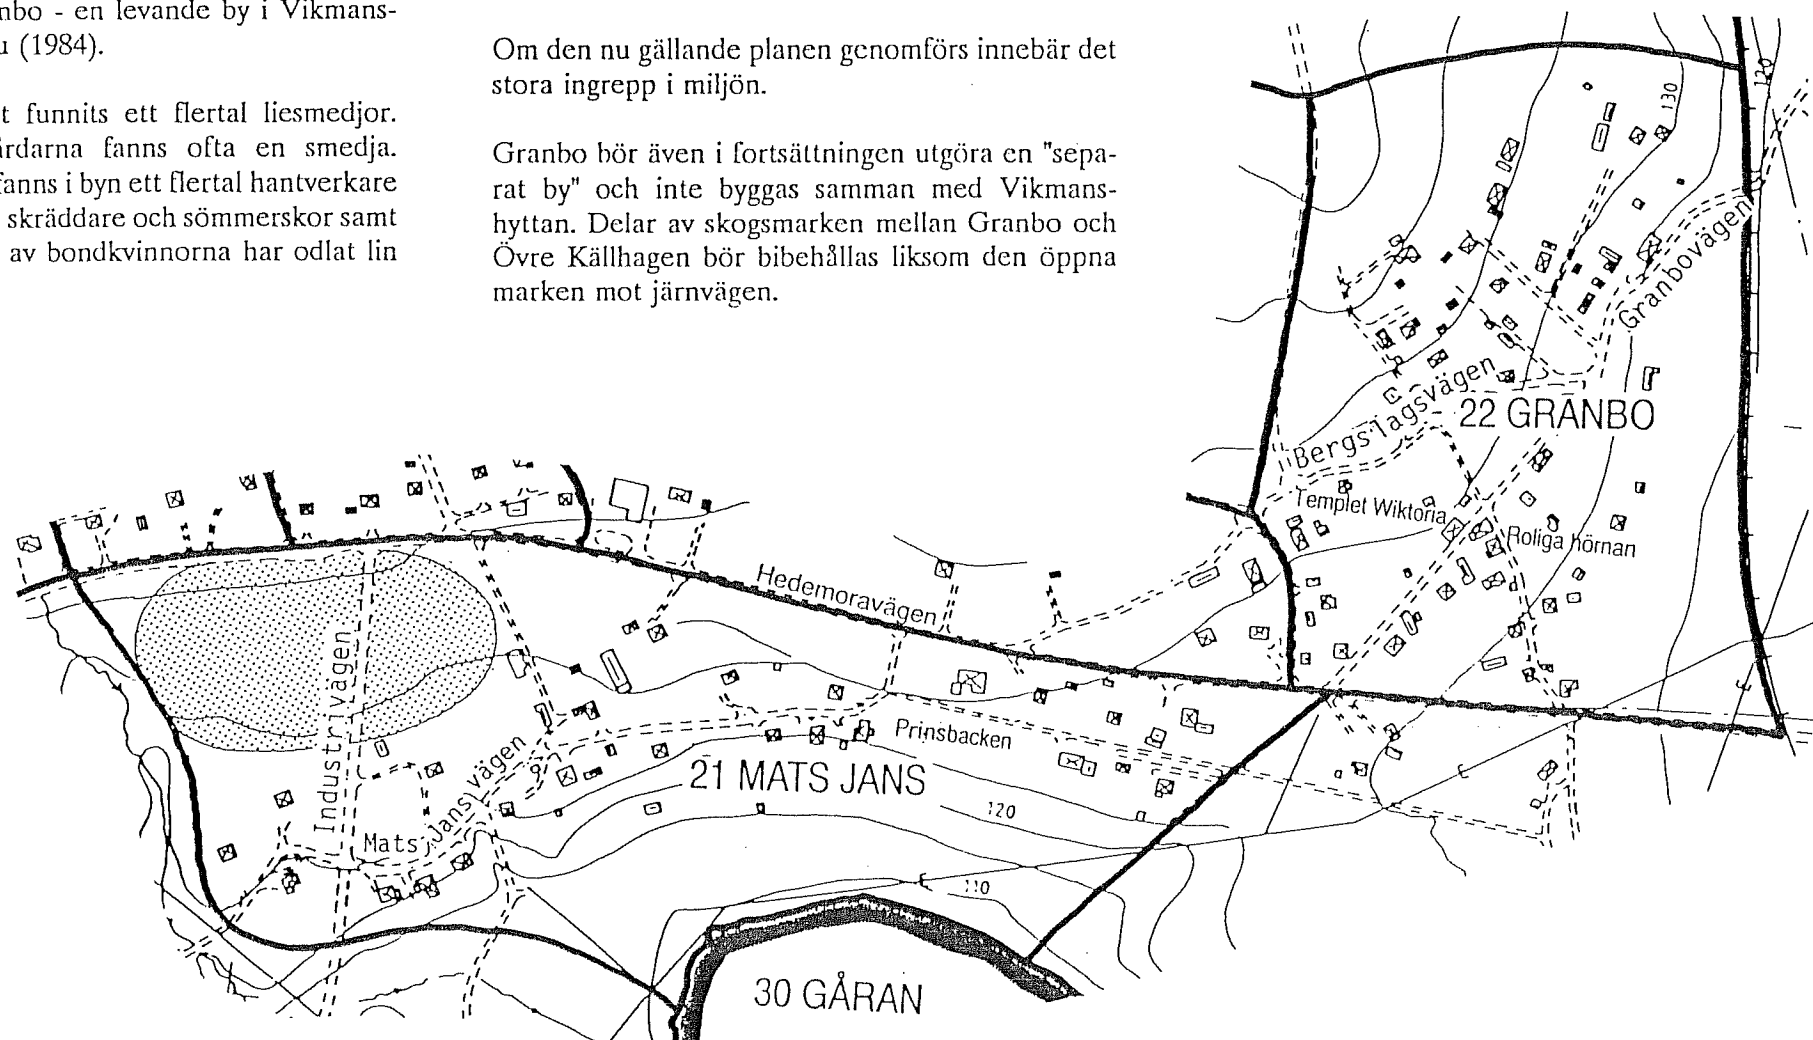 nbo - en levande by i Vikmans-
u (1984).
t funnits ett flertal liesmedjor.
årdarna fanns ofta en smedja.
fanns i byn ett flertal hantverkare
skräddare och sömmerskor samt
av bondkvinnorna har odlat lin
Om den nu gällande planen genomförs innebär det
stora ingrepp i miljön.
Granbo bör även i fortsättningen utgöra en "sepa-
rat by" och inte byggas samman med Vikmans-
hyttan. Delar av skogsmarken mellan Granbo och
Övre Källhagen bör bibehållas liksom den öppna
marken mot järnvägen.
120
130
Granbovägen
Bergslagsvägen
22 GRANBO
Templet Wiktoria
Roliga hörnan
Hedemoravägen
Industrivägen
Prinsbacken
Mats Jansvägen
21 MATS JANS
120
110
30 GÅRAN